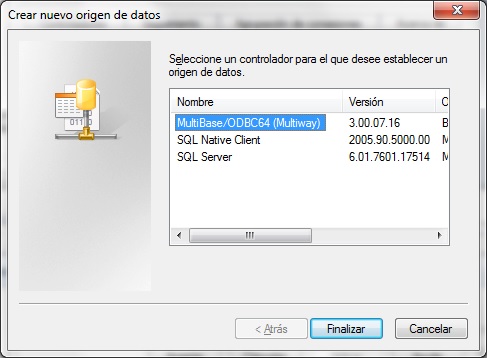 Crear nuevo origen de datos
Seleccione un controlador para el que desee establecer un
origen de datos.
Nombre Versión
MultiBase/ODBC64 (Multiway) 3.00.07.16
SQL Native Client 2005.90.5000.00
SQL Server 6.01.7601.17514
< Atrás Finalizar Cancelar